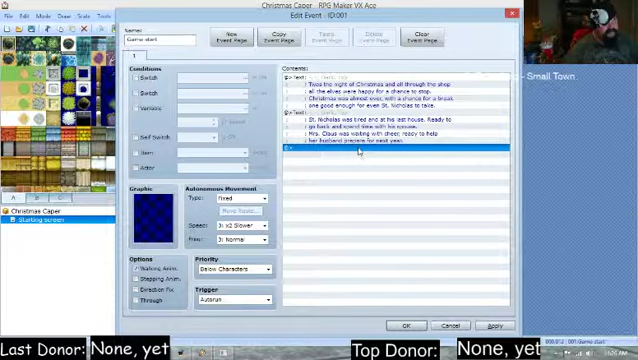 Christmas Caper - RPG Maker VX Ace
Edit Event - ID:001
File Edit Mode
Name:
Game start
New
Event Page
Copy
Event Page
Paste
Event Page
Delete
Event Page
Clear
Event Page
1
Conditions
Switch
Switch
Variable
Self Switch
Item
Actor
Graphic
Autonomous Movement
Type: Fixed
Move Route...
Speed: 3: x2 Slower
Freq: 3: Normal
Options
Walking Anim.
Stepping Anim.
Direction Fix
Through
Priority
Below Characters
Trigger
Autorun
Contents:
@>Text:
: Twas the night of Christmas and all through the shop
: all the elves were happy for a chance to stop.
: Christmas was almost over, with a chance for a break
: one good enough for even St. Nicholas to take.
@>Text:
: St. Nicholas was tired and at his last house. Ready to
: go back and spend time with his spouse.
: Mrs. Claus was waiting with cheer, ready to help
: her husband prepare for next year.
@>
OK Cancel Apply
A B C
Christmas Caper
Starting screen
Small Town
Last Donor: None, yet
Top Donor: None, yet
001:Game start